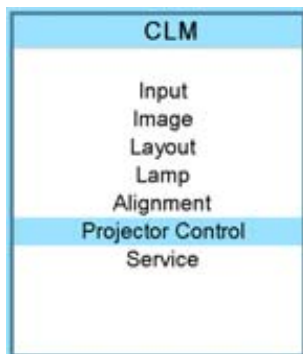 CLM
Input
Image
Layout
Lamp
Alignment
Projector Control
Service